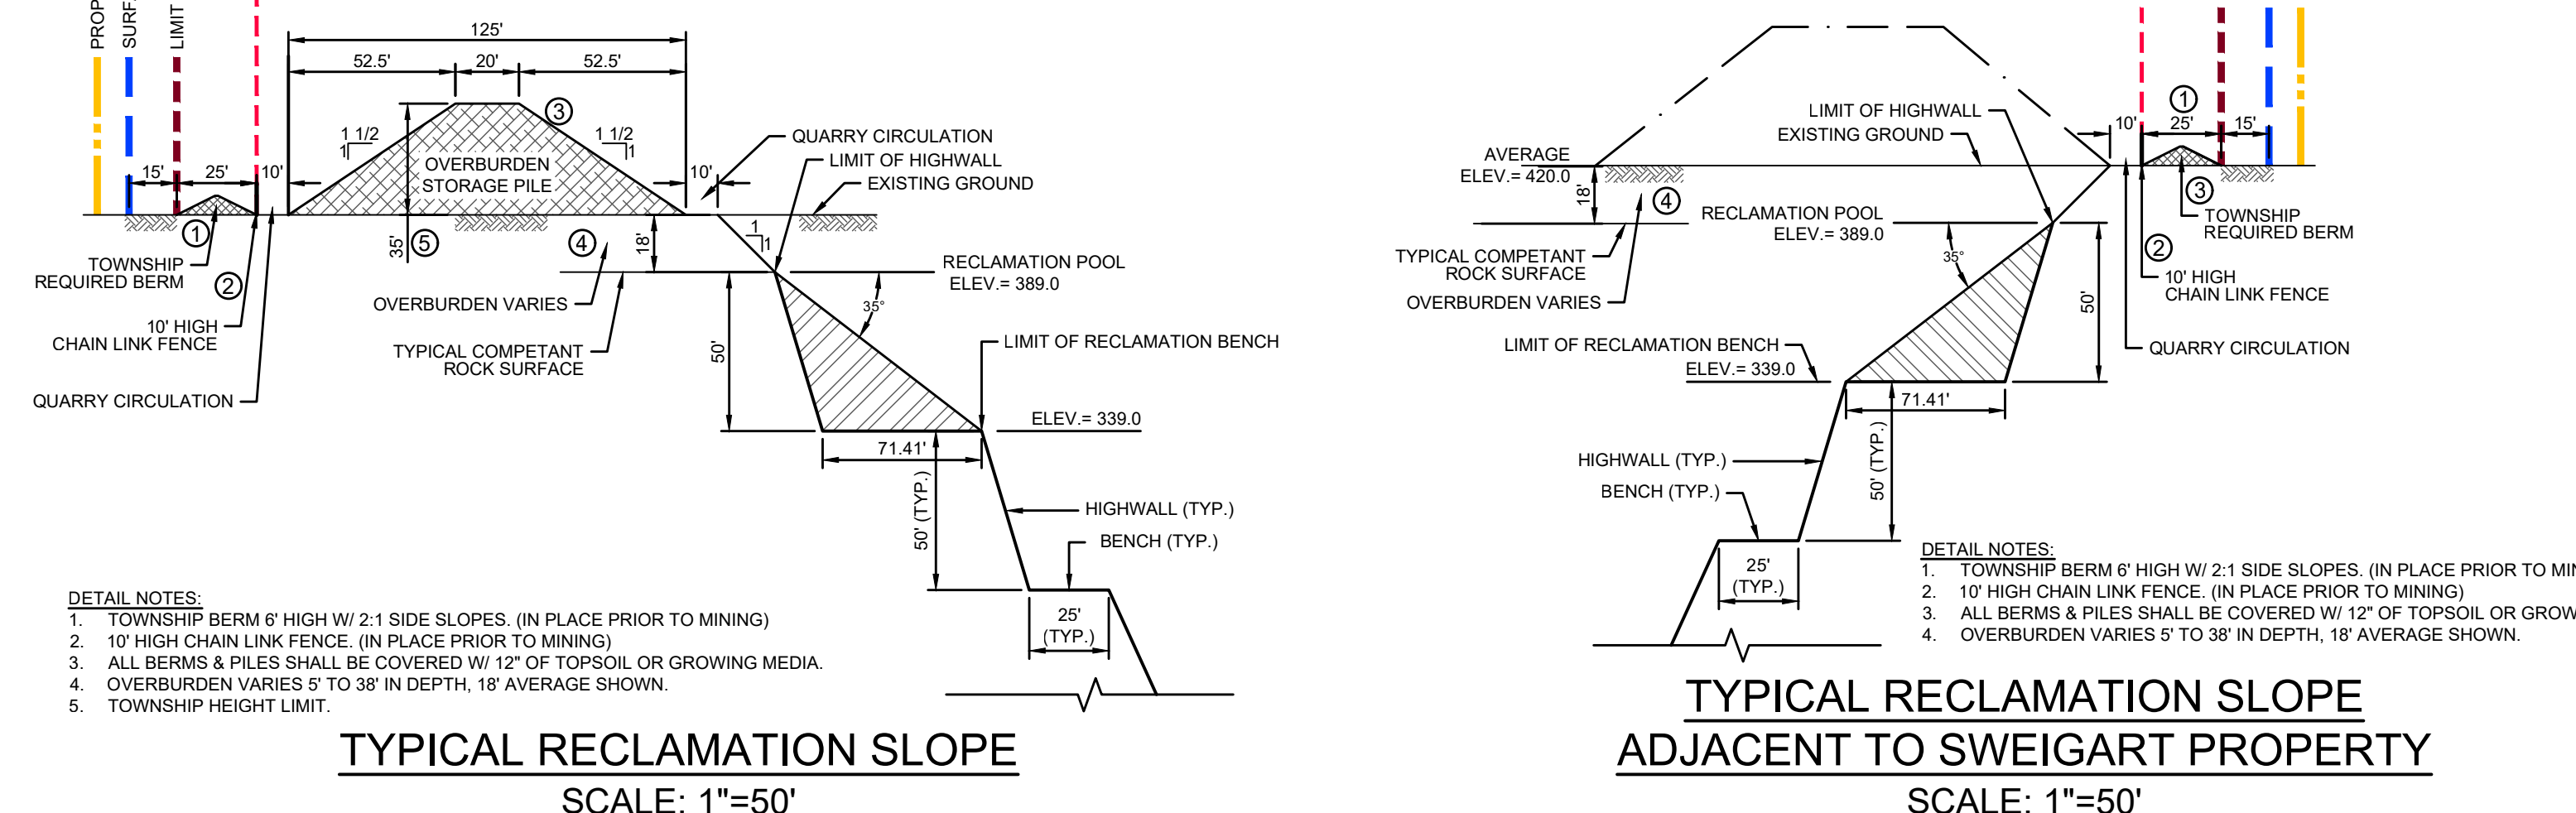 PROP
SURF
LIMIT
125'
52.5'
20'
52.5'
3
1 1/2
1
1 1/2
1
OVERBURDEN
STORAGE PILE
15'
25'
10'
10'
QUARRY CIRCULATION
LIMIT OF HIGHWALL
EXISTING GROUND
1
35'
5
4
18'
1
1
TOWNSHIP
REQUIRED BERM
2
RECLAMATION POOL
ELEV.= 389.0
OVERBURDEN VARIES
35°
10' HIGH
CHAIN LINK FENCE
TYPICAL COMPETANT
ROCK SURFACE
50'
LIMIT OF RECLAMATION BENCH
QUARRY CIRCULATION
ELEV.= 339.0
71.41'
50' (TYP.)
HIGHWALL (TYP.)
BENCH (TYP.)
25'
(TYP.)
DETAIL NOTES:
1. TOWNSHIP BERM 6' HIGH W/ 2:1 SIDE SLOPES. (IN PLACE PRIOR TO MINING)
2. 10' HIGH CHAIN LINK FENCE. (IN PLACE PRIOR TO MINING)
3. ALL BERMS & PILES SHALL BE COVERED W/ 12" OF TOPSOIL OR GROWING MEDIA.
4. OVERBURDEN VARIES 5' TO 38' IN DEPTH, 18' AVERAGE SHOWN.
5. TOWNSHIP HEIGHT LIMIT.
TYPICAL RECLAMATION SLOPE
SCALE: 1"=50'
LIMIT OF HIGHWALL
EXISTING GROUND
10'
1
25'
15'
AVERAGE
ELEV.= 420.0
18'
4
3
RECLAMATION POOL
ELEV.= 389.0
TOWNSHIP
REQUIRED BERM
2
TYPICAL COMPETANT
ROCK SURFACE
35°
10' HIGH
CHAIN LINK FENCE
OVERBURDEN VARIES
50'
LIMIT OF RECLAMATION BENCH
ELEV.= 339.0
QUARRY CIRCULATION
71.41'
50' (TYP.)
HIGHWALL (TYP.)
BENCH (TYP.)
25'
(TYP.)
DETAIL NOTES:
1. TOWNSHIP BERM 6' HIGH W/ 2:1 SIDE SLOPES. (IN PLACE PRIOR TO MIN
2. 10' HIGH CHAIN LINK FENCE. (IN PLACE PRIOR TO MINING)
3. ALL BERMS & PILES SHALL BE COVERED W/ 12" OF TOPSOIL OR GROW
4. OVERBURDEN VARIES 5' TO 38' IN DEPTH, 18' AVERAGE SHOWN.
TYPICAL RECLAMATION SLOPE
ADJACENT TO SWEIGART PROPERTY
SCALE: 1"=50'